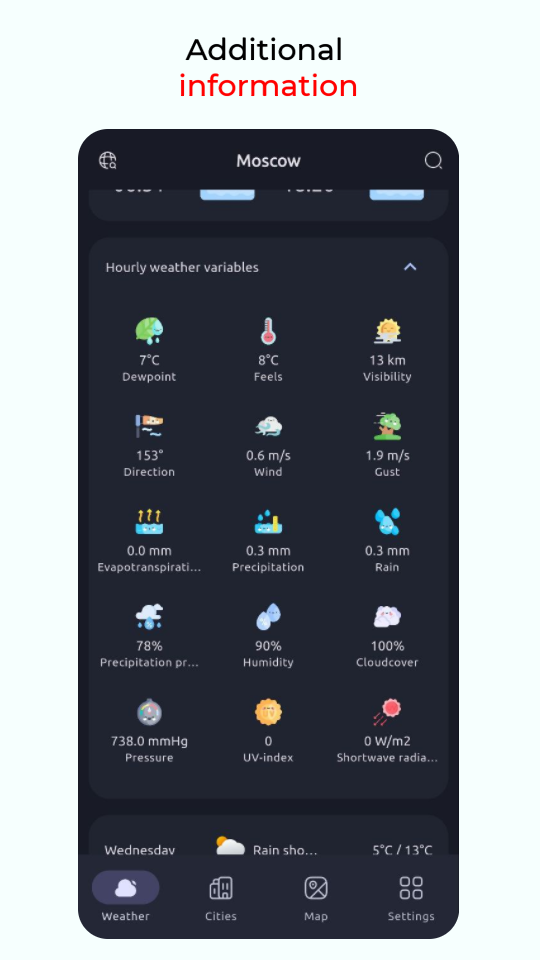 Additional
information
Moscow
Hourly weather variables
7°C 8°C 13 km
Dewpoint Feels Visibility
153° 0.6 m/s 1.9 m/s
Direction Wind Gust
0.0 mm 0.3 mm 0.3 mm
Evapotranspirati... Precipitation Rain
78% 90% 100%
Precipitation pr... Humidity Cloudcover
738.0 mmHg 0 0 W/m2
Pressure UV-index Shortwave radia...
Wednesday Rain sho... 5°C / 13°C
Weather Cities Map Settings